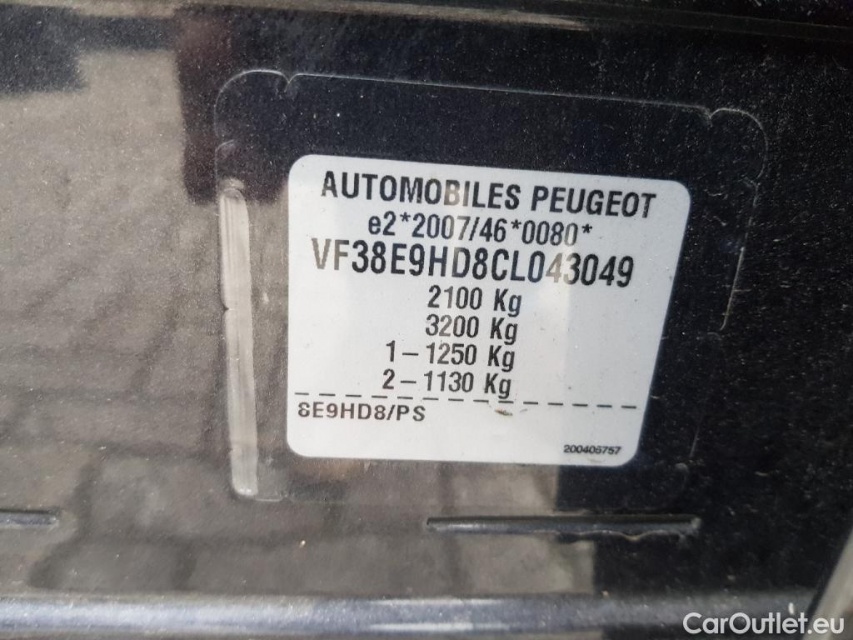 AUTOMOBILES PEUGEOT
e2*2007/46*0080*
VF38E9HD8CL043049
2100 Kg
3200 Kg
1-1250 Kg
2-1130 Kg
8E9HD8/PS
200406757
CarOutlet.eu